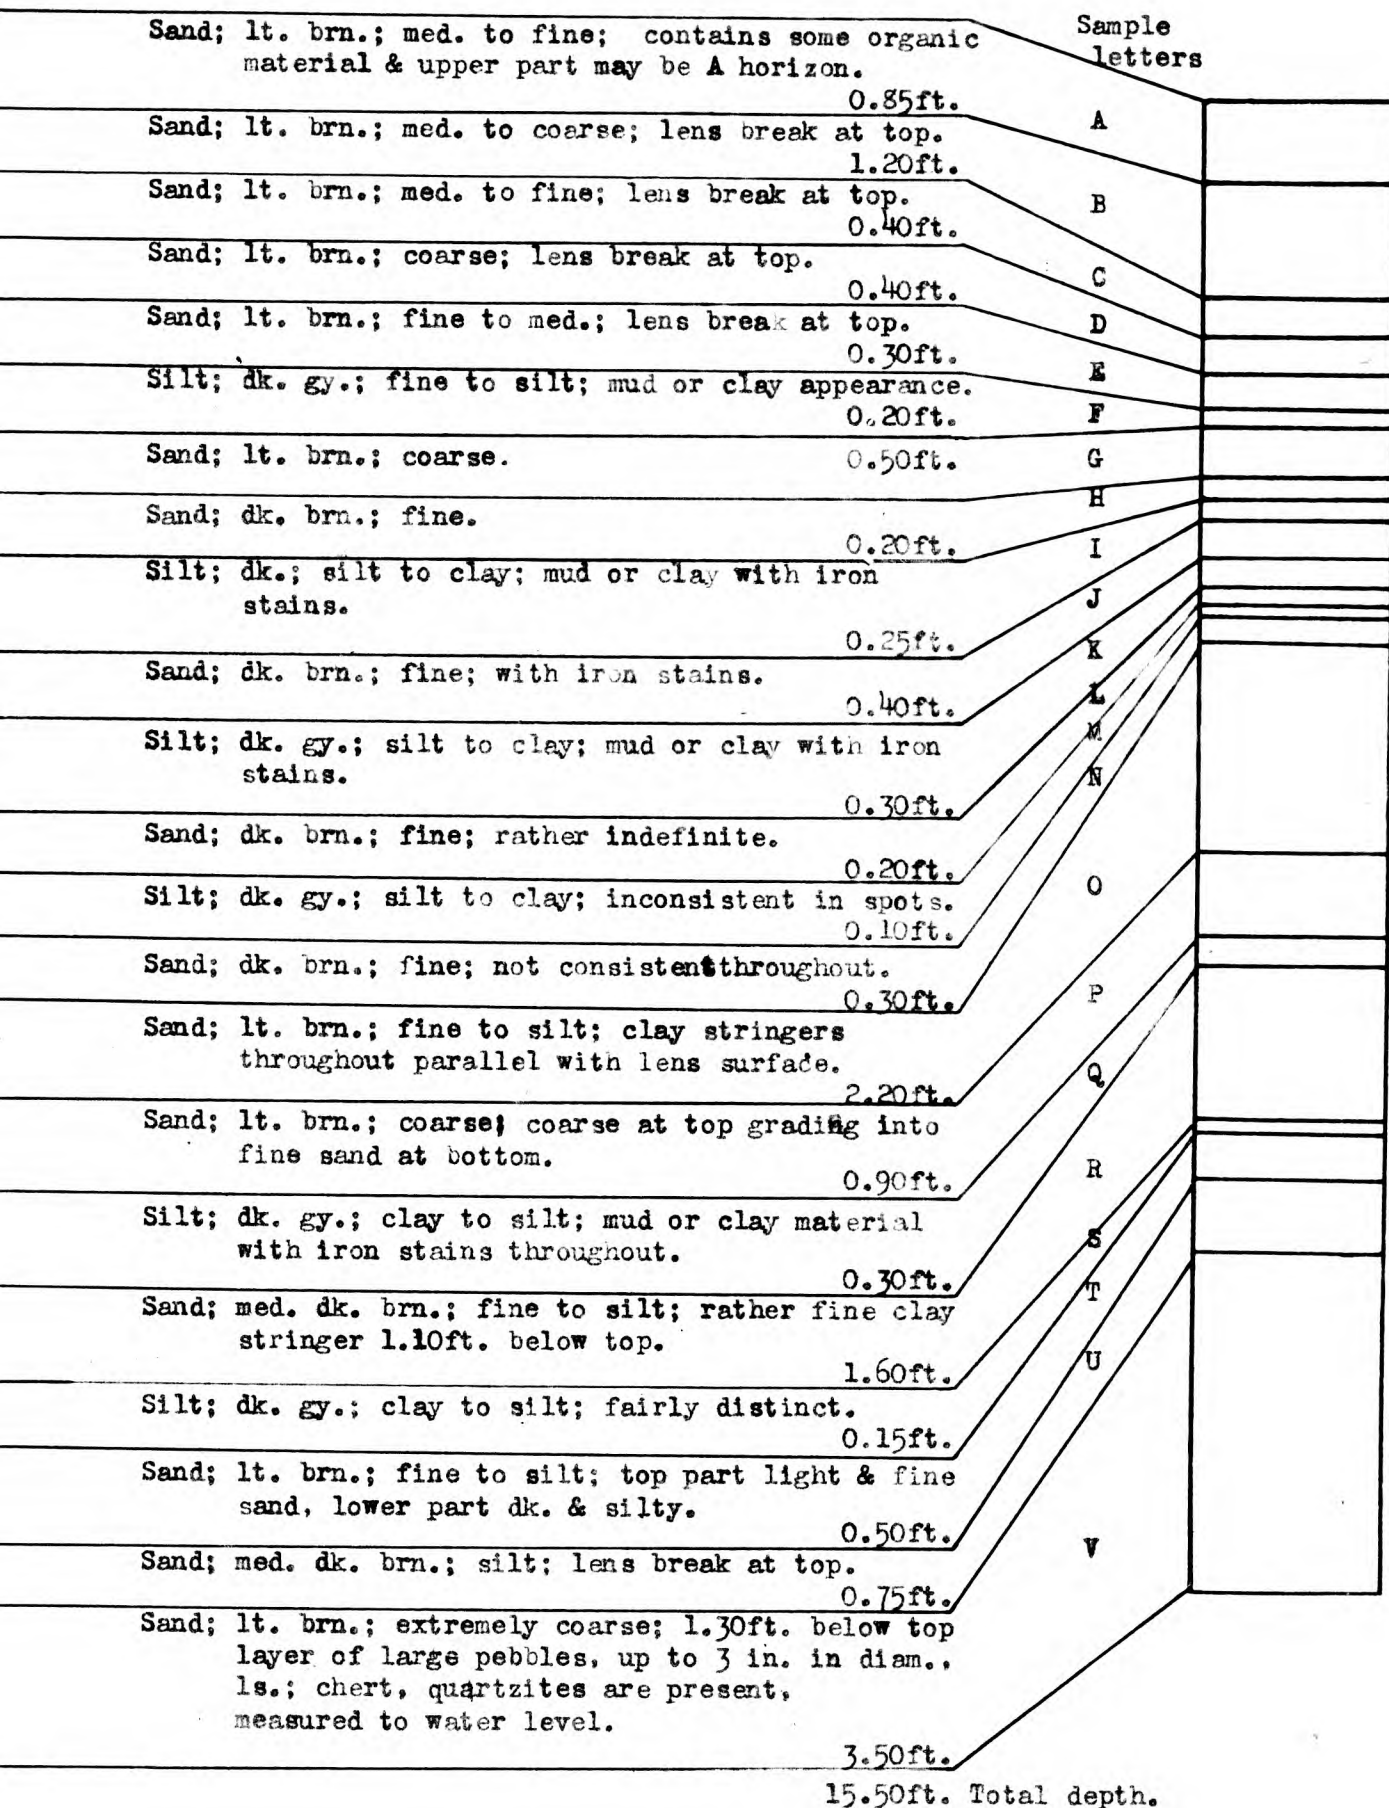 Sample
letters
Sand; lt. brn.; med. to fine; contains some organic
material & upper part may be A horizon.
0.85ft.
A
Sand; lt. brn.; med. to coarse; lens break at top.
1.20ft.
B
Sand; lt. brn.; med. to fine; lens break at top.
0.40ft.
C
Sand; lt. brn.; coarse; lens break at top.
0.40ft.
D
Sand; lt. brn.; fine to med.; lens break at top.
0.30ft.
E
Silt; dk. gy.; fine to silt; mud or clay appearance.
0.20ft.
F
Sand; lt. brn.; coarse. 0.50ft.
G
H
Sand; dk. brn.; fine.
0.20ft.
I
Silt; dk.; silt to clay; mud or clay with iron
stains.
0.25ft.
J
Sand; dk. brn.; fine; with iron stains.
0.40ft.
K
Silt; dk. gy.; silt to clay; mud or clay with iron
stains.
0.30ft.
L
Sand; dk. brn.; fine; rather indefinite.
0.20ft.
M
Silt; dk. gy.; silt to clay; inconsistent in spots.
0.10ft.
N
Sand; dk. brn.; fine; not consistent throughout.
0.30ft.
Sand; lt. brn.; fine to silt; clay stringers
throughout parallel with lens surface.
2.20ft.
O
Sand; lt. brn.; coarse; coarse at top grading into
fine sand at bottom.
0.90ft.
P
Silt; dk. gy.; clay to silt; mud or clay material
with iron stains throughout.
0.30ft.
Q
Sand; med. dk. brn.; fine to silt; rather fine clay
stringer 1.10ft. below top.
1.60ft.
R
Silt; dk. gy.; clay to silt; fairly distinct.
0.15ft.
S
Sand; lt. brn.; fine to silt; top part light & fine
sand, lower part dk. & silty.
0.50ft.
T
Sand; med. dk. brn.; silt; lens break at top.
0.75ft.
U
Sand; lt. brn.; extremely coarse; 1.30ft. below top
layer of large pebbles, up to 3 in. in diam.,
ls.; chert, quartzites are present,
measured to water level.
3.50ft.
V
15.50ft. Total depth.